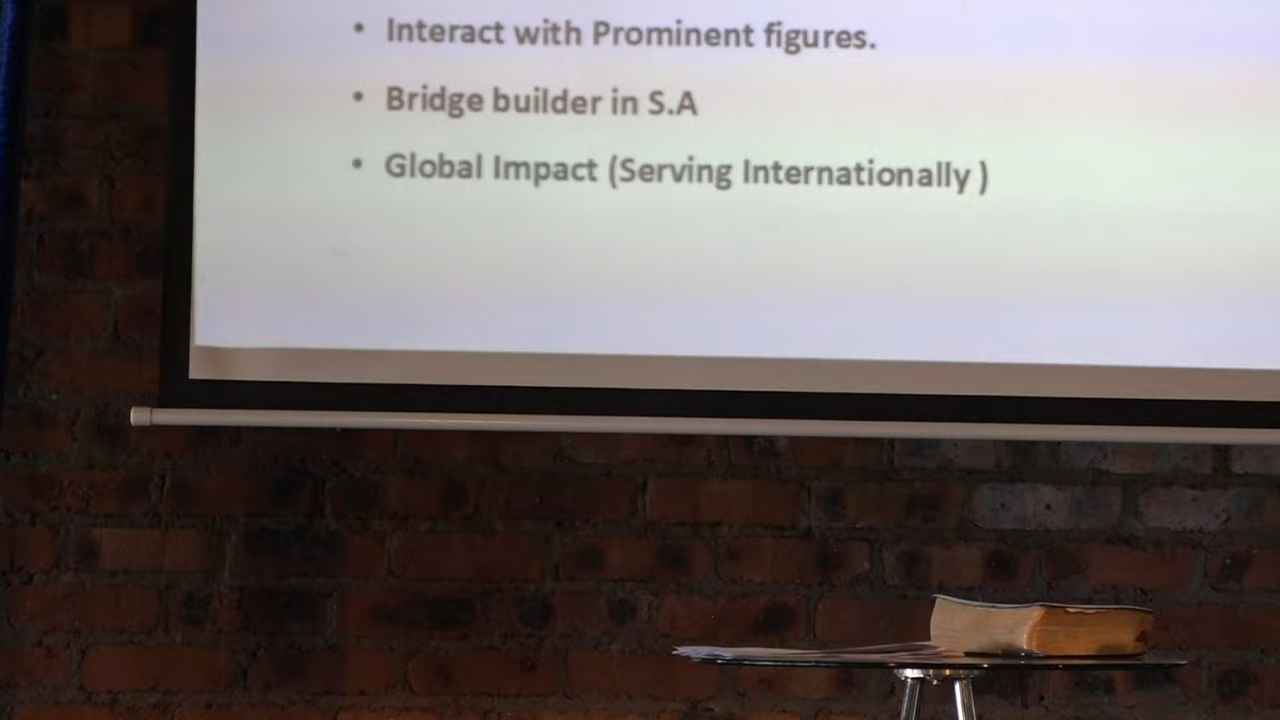 • Interact with Prominent figures.
• Bridge builder in S.A
• Global Impact (Serving Internationally )